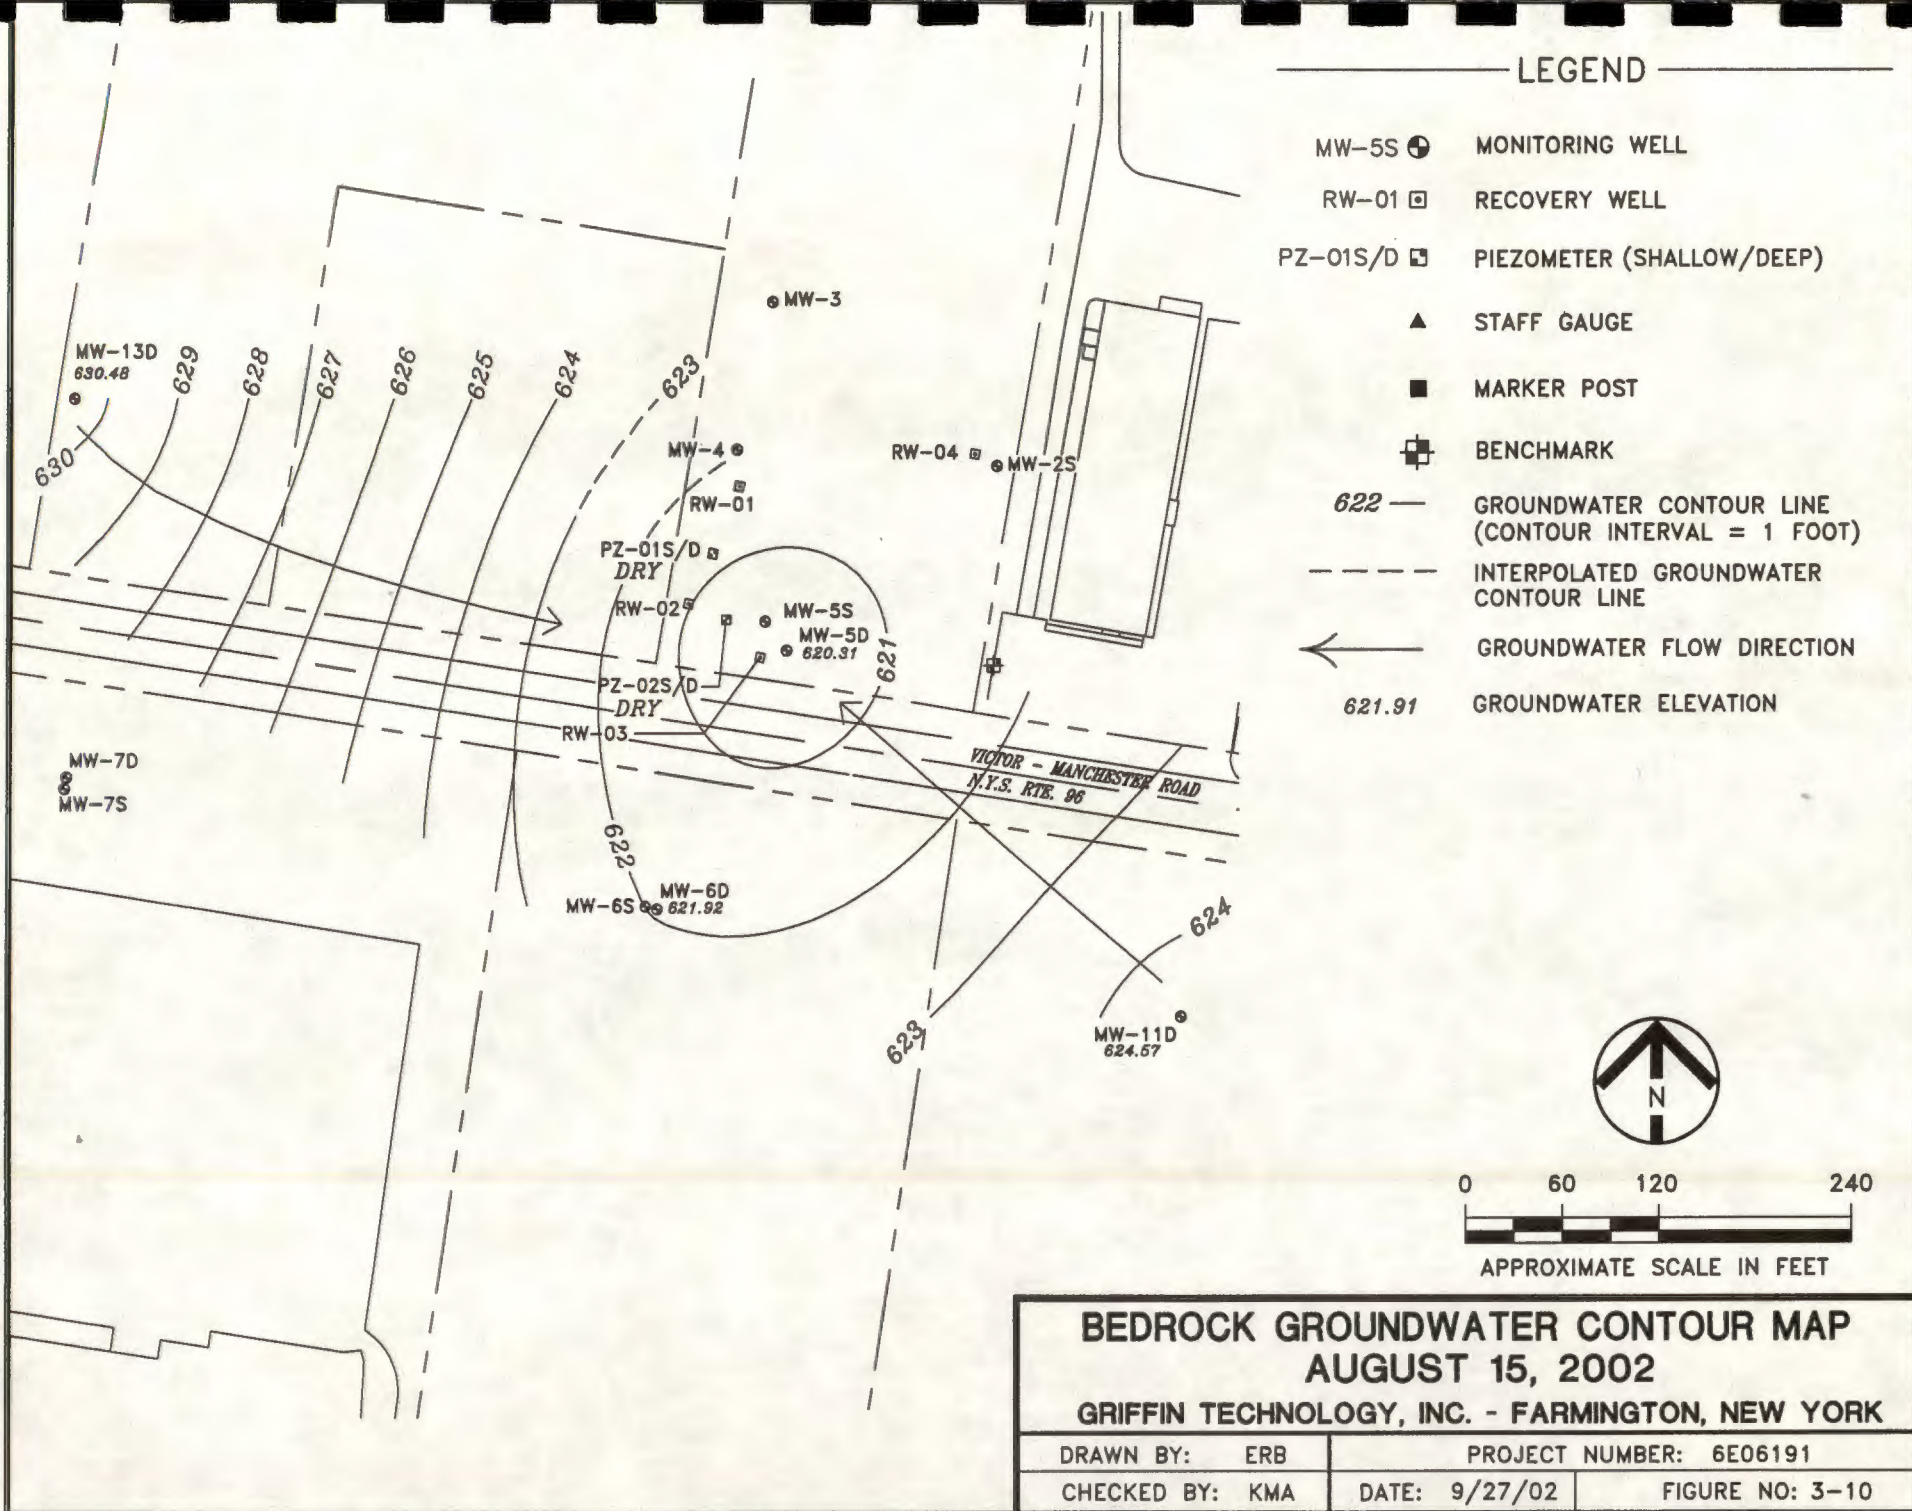 LEGEND
MW-5S MONITORING WELL
RW-01 RECOVERY WELL
PZ-01S/D PIEZOMETER (SHALLOW/DEEP)
STAFF GAUGE
MARKER POST
BENCHMARK
622 GROUNDWATER CONTOUR LINE
(CONTOUR INTERVAL = 1 FOOT)
INTERPOLATED GROUNDWATER
CONTOUR LINE
GROUNDWATER FLOW DIRECTION
621.91 GROUNDWATER ELEVATION
MW-3
MW-13D
630.48
629
628
627
626
625
624
623
630
MW-4
RW-01
RW-04
MW-2S
PZ-01S/D
DRY
RW-02
MW-5S
MW-5D
620.31
621
PZ-02S/D
DRY
RW-03
VICTOR - MANCHESTER ROAD
N.Y.S. RTE. 96
MW-7D
MW-7S
622
MW-6D
MW-6S
621.92
624
623
MW-11D
624.57
N
0 60 120 240
APPROXIMATE SCALE IN FEET
BEDROCK GROUNDWATER CONTOUR MAP
AUGUST 15, 2002
GRIFFIN TECHNOLOGY, INC. - FARMINGTON, NEW YORK
DRAWN BY: ERB PROJECT NUMBER: 6E06191
CHECKED BY: KMA DATE: 9/27/02 FIGURE NO: 3-10